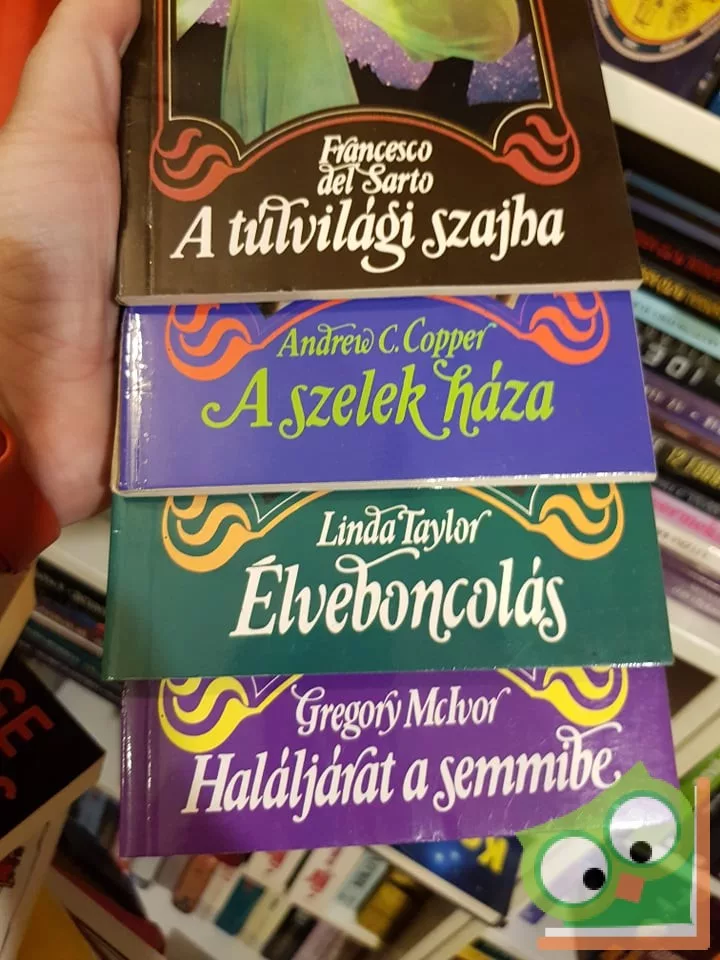 Francesco
del Sarto
A túlvilági szajha
Andrew C. Copper
A szelek háza
Linda Taylor
Élveboncolás
Gregory McIvor
Haláljárat a semmibe